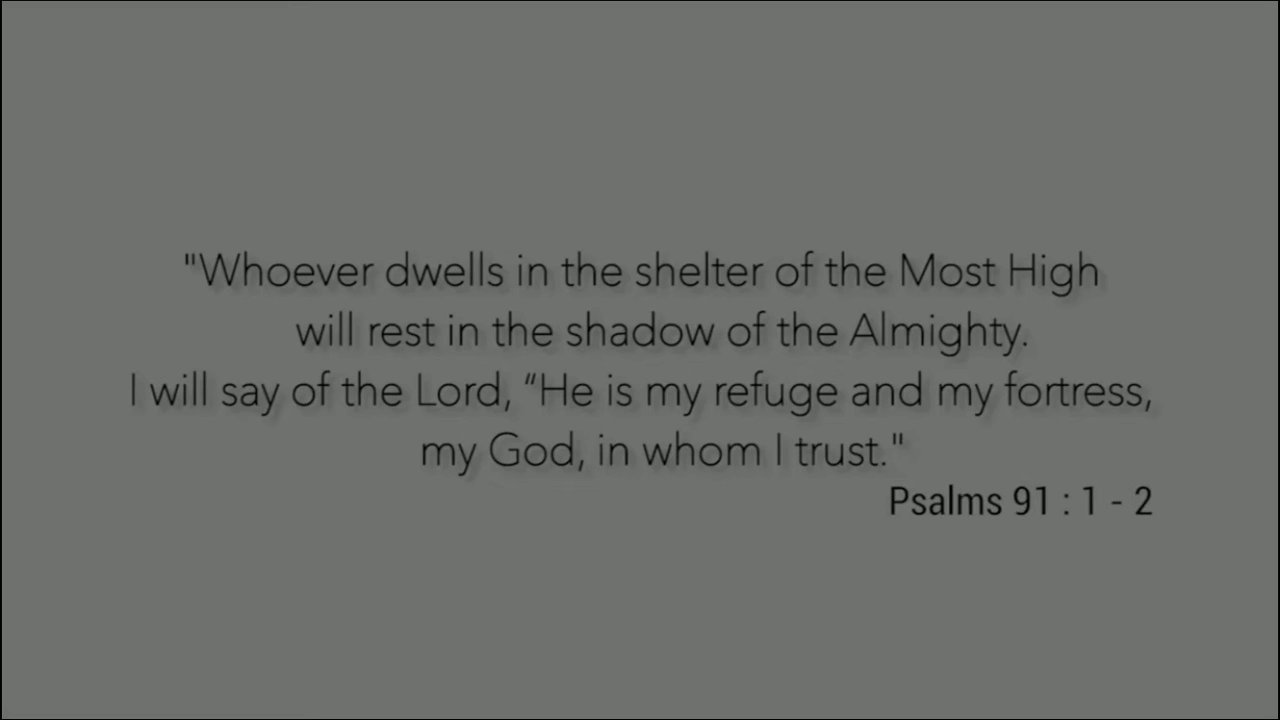 "Whoever dwells in the shelter of the Most High
will rest in the shadow of the Almighty.
I will say of the Lord, “He is my refuge and my fortress,
my God, in whom I trust."
Psalms 91 : 1 - 2